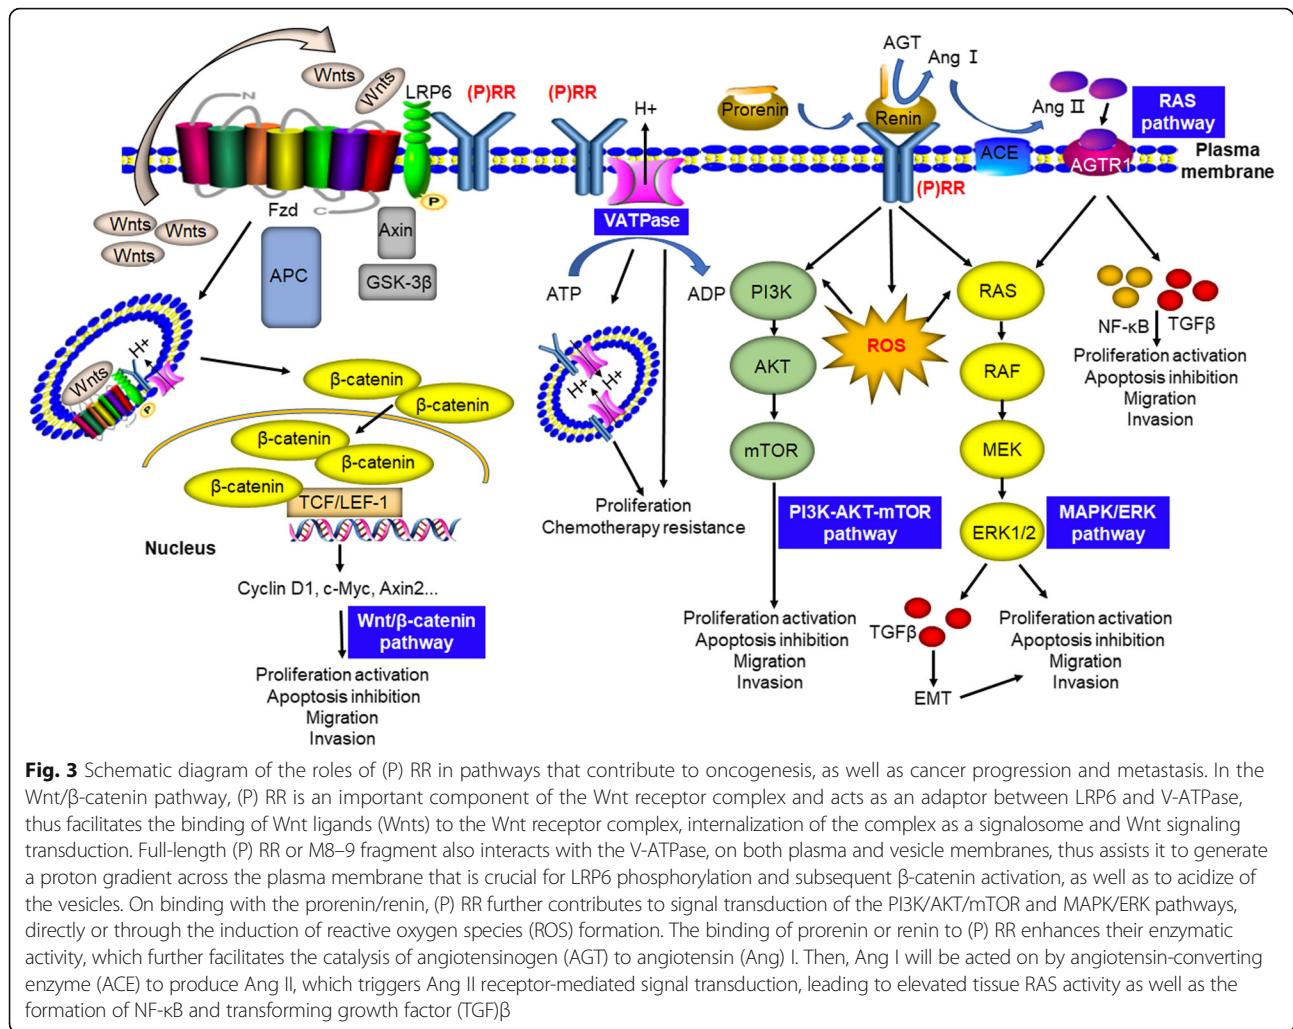 Wnts
Wnts
LRP6
(P)RR
(P)RR
H+
AGT
Ang I
Prorenin
Renin
Ang II
RAS
pathway
N
ACE
AGTR1
Plasma
membrane
(P)RR
P
Wnts
Wnts
Wnts
Fzd
C
Axin
VATPase
APC
GSK-3β
ATP
ADP
PI3K
RAS
NF-κB
TGFβ
ROS
H+
Wnts
P
β-catenin
β-catenin
H+
H+
AKT
RAF
Proliferation activation
Apoptosis inhibition
Migration
Invasion
β-catenin
β-catenin
β-catenin
mTOR
MEK
TCF/LEF-1
Proliferation
Chemotherapy resistance
PI3K-AKT-mTOR
pathway
ERK1/2
MAPK/ERK
pathway
Nucleus
Cyclin D1, c-Myc, Axin2...
Wnt/β-catenin
pathway
Proliferation activation
Apoptosis inhibition
Migration
Invasion
Proliferation activation
Apoptosis inhibition
Migration
Invasion
TGFβ
EMT
Proliferation activation
Apoptosis inhibition
Migration
Invasion
Fig. 3 Schematic diagram of the roles of (P) RR in pathways that contribute to oncogenesis, as well as cancer progression and metastasis. In the
Wnt/β-catenin pathway, (P) RR is an important component of the Wnt receptor complex and acts as an adaptor between LRP6 and V-ATPase,
thus facilitates the binding of Wnt ligands (Wnts) to the Wnt receptor complex, internalization of the complex as a signalosome and Wnt signaling
transduction. Full-length (P) RR or M8–9 fragment also interacts with the V-ATPase, on both plasma and vesicle membranes, thus assists it to generate
a proton gradient across the plasma membrane that is crucial for LRP6 phosphorylation and subsequent β-catenin activation, as well as to acidize of
the vesicles. On binding with the prorenin/renin, (P) RR further contributes to signal transduction of the PI3K/AKT/mTOR and MAPK/ERK pathways,
directly or through the induction of reactive oxygen species (ROS) formation. The binding of prorenin or renin to (P) RR enhances their enzymatic
activity, which further facilitates the catalysis of angiotensinogen (AGT) to angiotensin (Ang) I. Then, Ang I will be acted on by angiotensin-converting
enzyme (ACE) to produce Ang II, which triggers Ang II receptor-mediated signal transduction, leading to elevated tissue RAS activity as well as the
formation of NF-κB and transforming growth factor (TGF)β